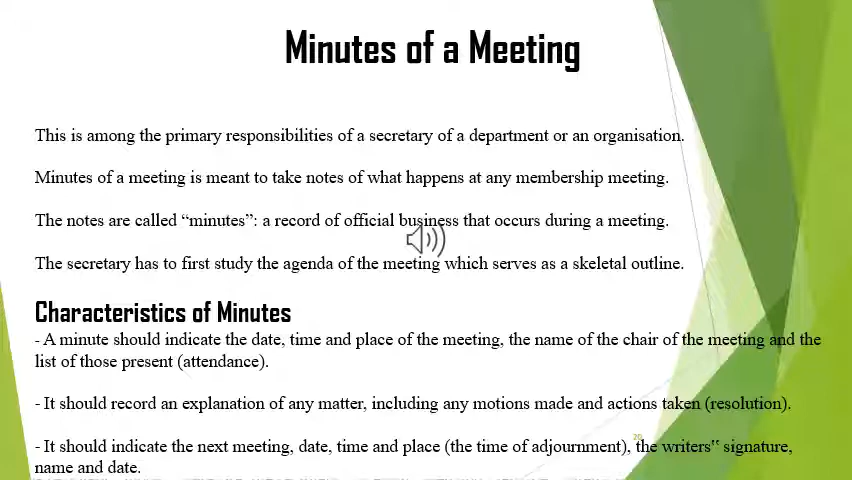 Minutes of a Meeting
This is among the primary responsibilities of a secretary of a department or an organisation.
Minutes of a meeting is meant to take notes of what happens at any membership meeting.
The notes are called “minutes”: a record of official business that occurs during a meeting.
The secretary has to first study the agenda of the meeting which serves as a skeletal outline.
Characteristics of Minutes
- A minute should indicate the date, time and place of the meeting, the name of the chair of the meeting and the
list of those present (attendance).
- It should record an explanation of any matter, including any motions made and actions taken (resolution).
20
- It should indicate the next meeting, date, time and place (the time of adjournment), the writers‟ signature,
name and date.